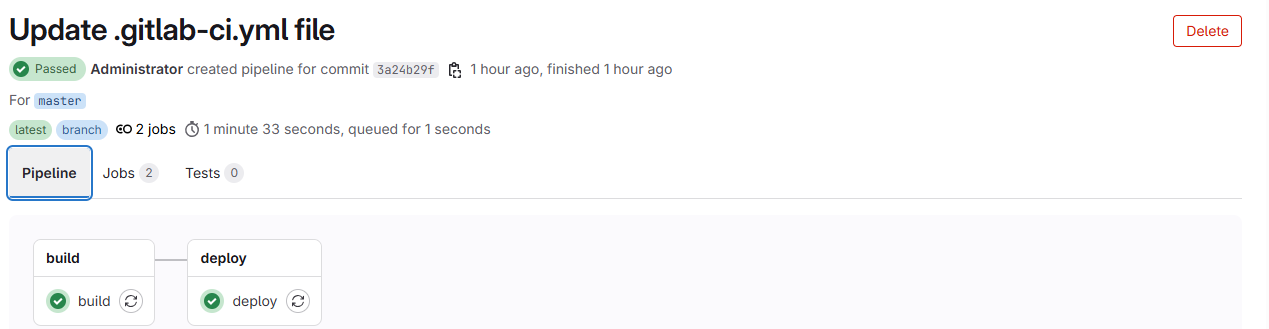 Update .gitlab-ci.yml file
Delete
Passed Administrator created pipeline for commit 3a24b29f 1 hour ago, finished 1 hour ago
For master
latest branch 2 jobs 1 minute 33 seconds, queued for 1 seconds
Pipeline Jobs 2 Tests 0
build deploy
build deploy